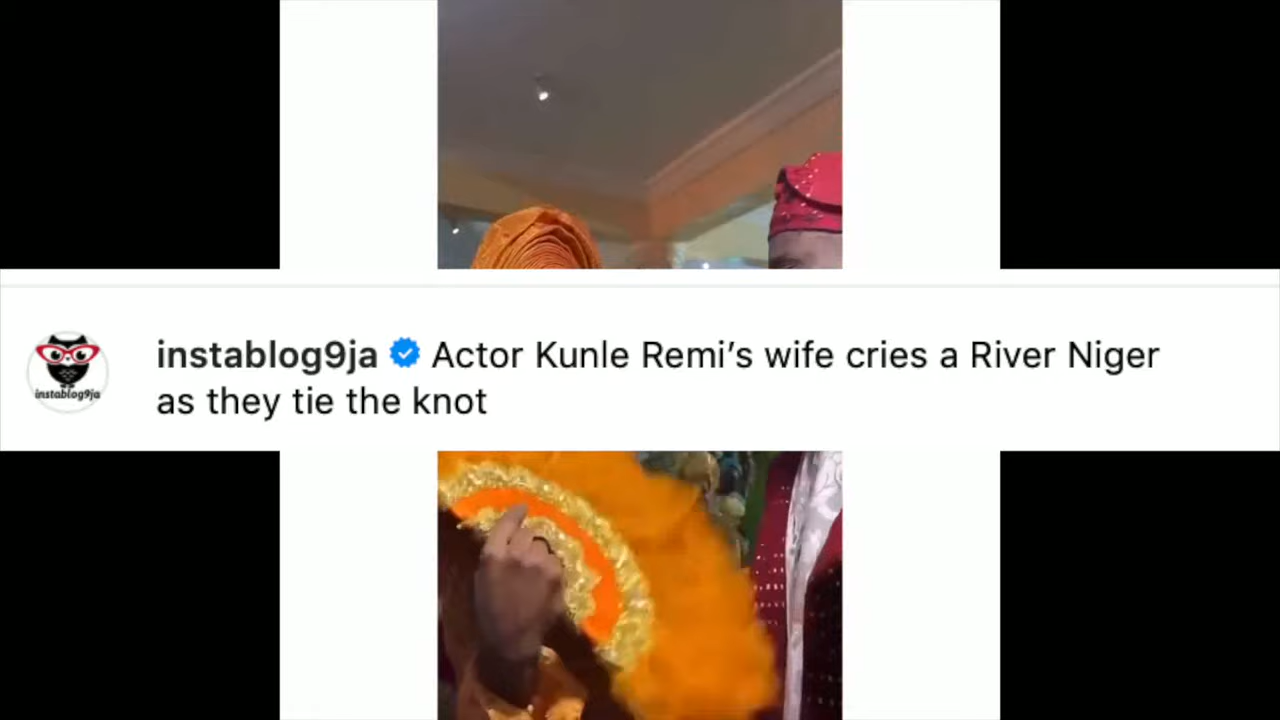 instablog9ja Actor Kunle Remi’s wife cries a River Niger
as they tie the knot
instablog9ja